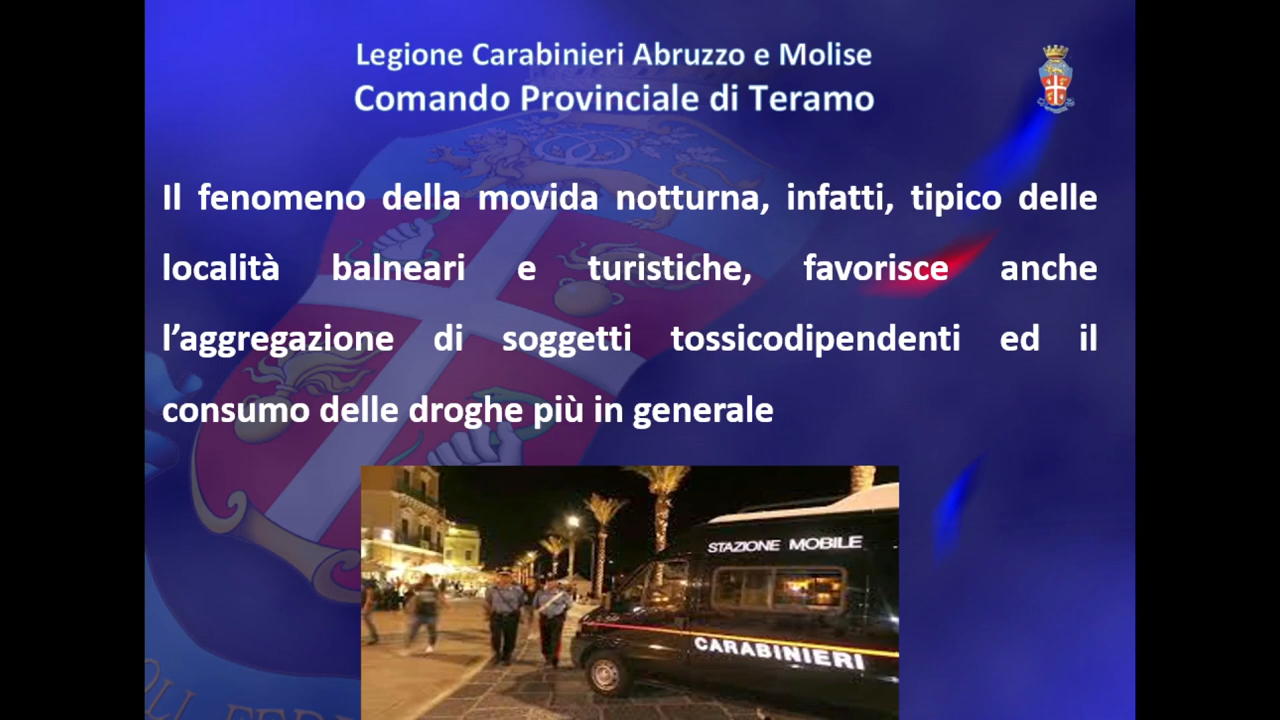 Legione Carabinieri Abruzzo e Molise
Comando Provinciale di Teramo
Il fenomeno della movida notturna, infatti, tipico delle
località balneari e turistiche, favorisce anche
l’aggregazione di soggetti tossicodipendenti ed il
consumo delle droghe più in generale
STAZIONE MOBILE
CARABINIERI